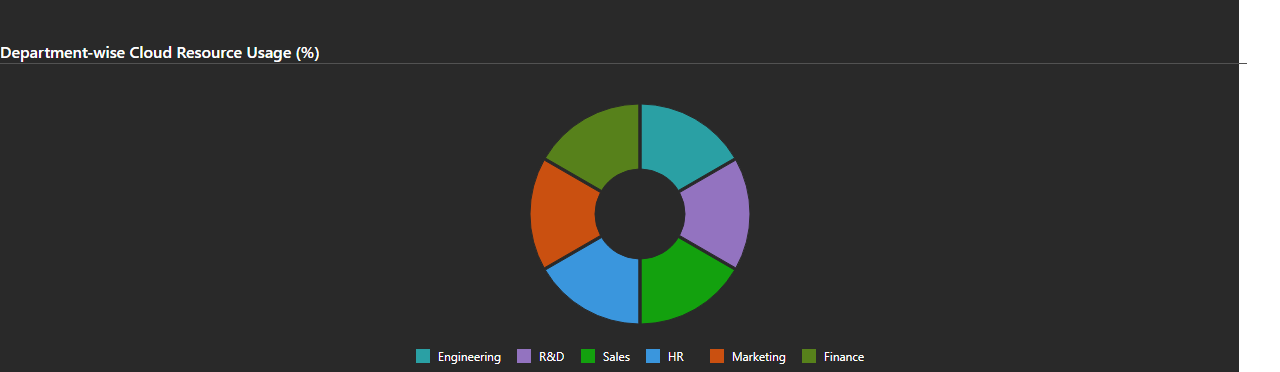 Department-wise Cloud Resource Usage (%)
Engineering R&D Sales HR Marketing Finance